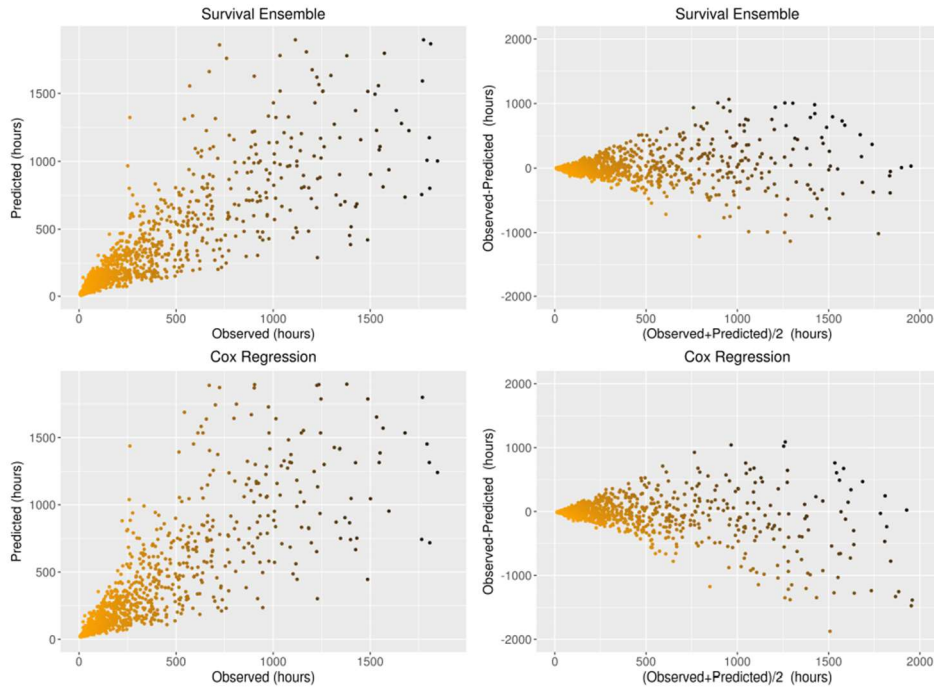 Survival Ensemble
Predicted (hours)
1500
1000
500
0
0 500 1000 1500
Observed (hours)
Survival Ensemble
Observed-Predicted (hours)
2000
1000
0
-1000
-2000
0 500 1000 1500 2000
(Observed+Predicted)/2 (hours)
Cox Regression
Predicted (hours)
1500
1000
500
0
0 500 1000 1500
Observed (hours)
Cox Regression
Observed-Predicted (hours)
2000
1000
0
-1000
-2000
0 500 1000 1500 2000
(Observed+Predicted)/2 (hours)